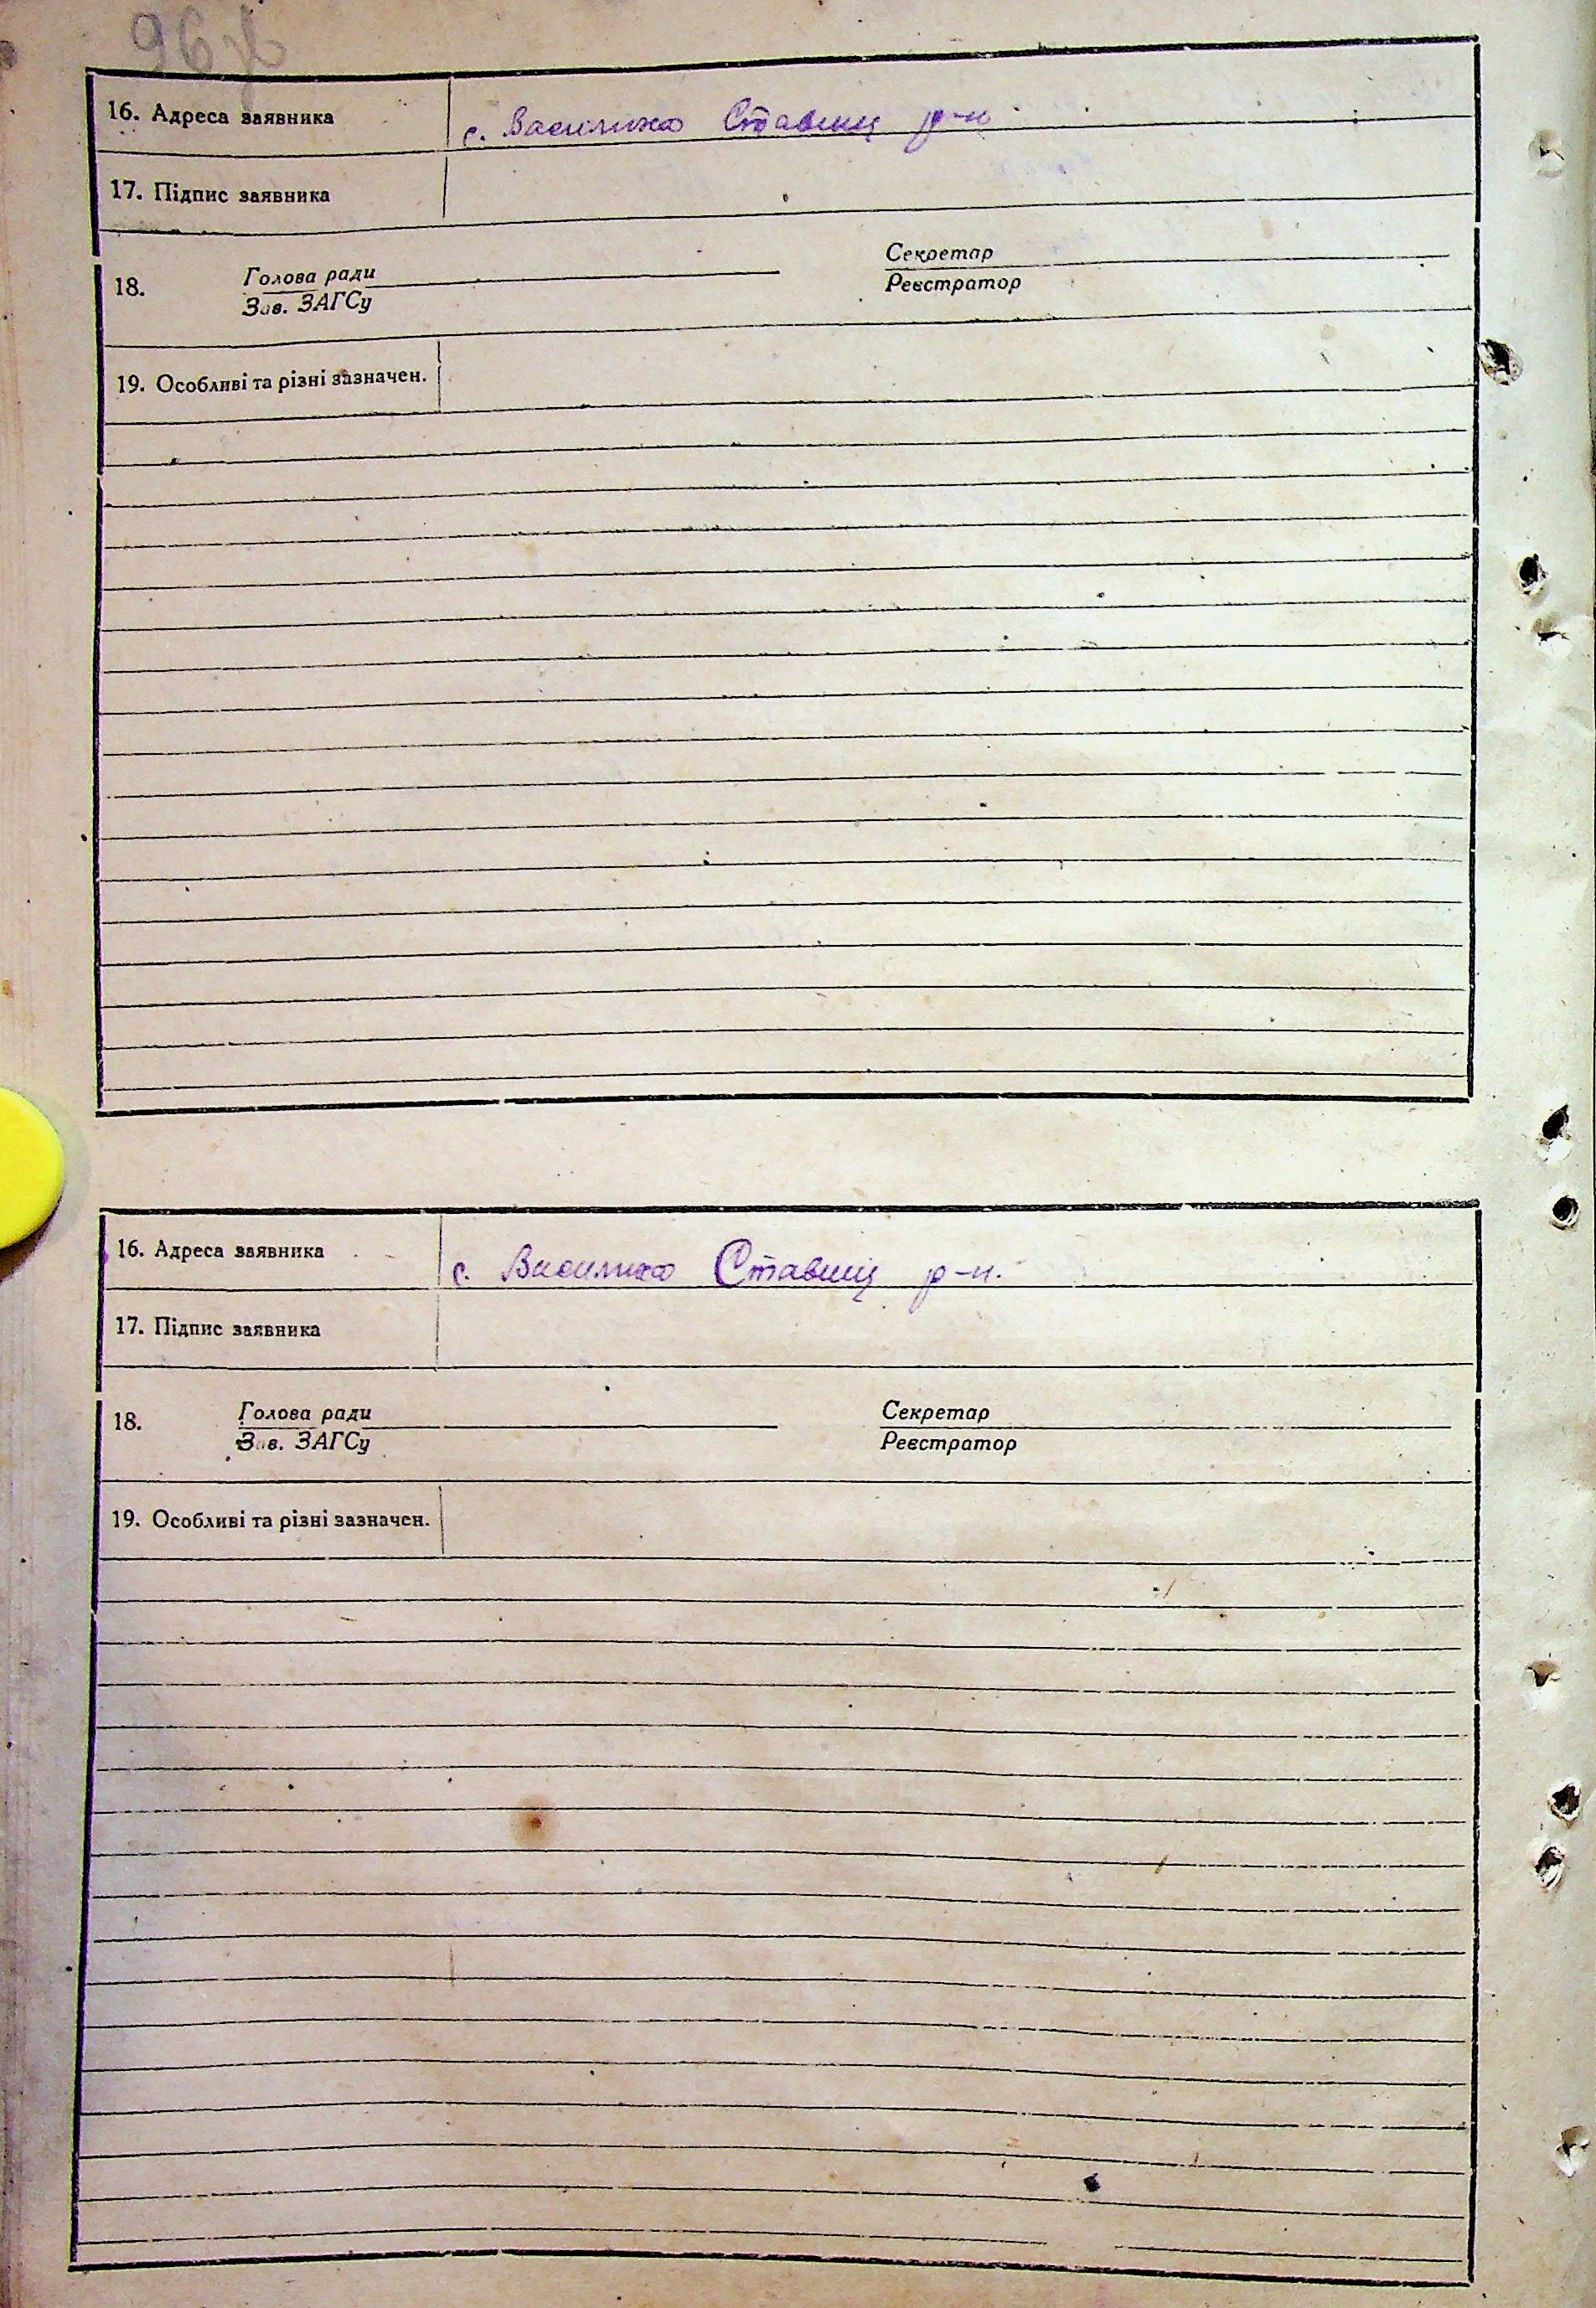 96 зв
16. Адреса заявника с. Василиха Ставищ р-н
17. Підпис заявника
Голова ради Секретар
18.
Зав. ЗАГСу Реєстратор
19. Особливі та різні зазначен.
16. Адреса заявника с. Василиха Ставищ р-н.
17. Підпис заявника
Голова ради Секретар
18.
Зав. ЗАГСу Реєстратор
19. Особливі та різні зазначен.